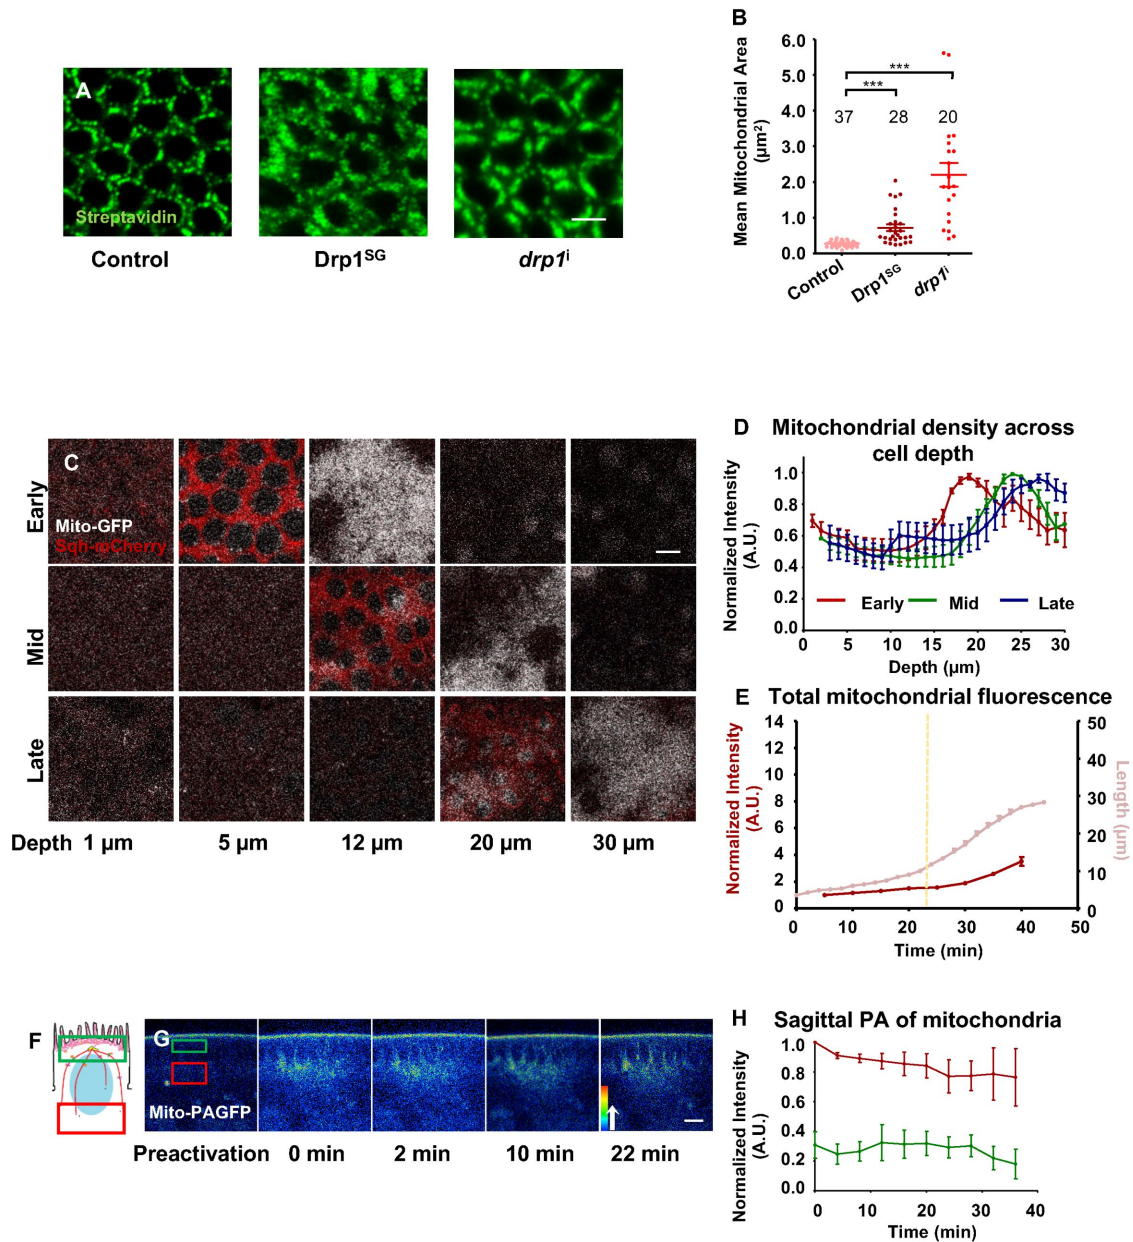 A
Streptavidin
Control
Drp1SG
drp1i
B
Mean Mitochondrial Area
(µm²)
6.0
5.0
4.0
3.0
2.0
1.0
0.0
***
***
37
28
20
Control
Drp1SG
drp1i
C
Mito-GFP
Sqh-mCherry
Early
Mid
Late
Depth
1 µm
5 µm
12 µm
20 µm
30 µm
D
Mitochondrial density across
cell depth
Normalized Intensity
(A.U.)
1.0
0.8
0.6
0.4
0.2
0.0
Early
Mid
Late
0
5
10
15
20
25
30
Depth (µm)
E
Total mitochondrial fluorescence
Normalized Intensity
(A.U.)
14
12
10
8
6
4
2
0
50
40
30
20
10
0
Length (µm)
0
10
20
30
40
50
Time (min)
F
G
Mito-PAGFP
Preactivation
0 min
2 min
10 min
22 min
H
Sagittal PA of mitochondria
Normalized Intensity
(A.U.)
1.0
0.8
0.6
0.4
0.2
0.0
0
10
20
30
40
Time (min)